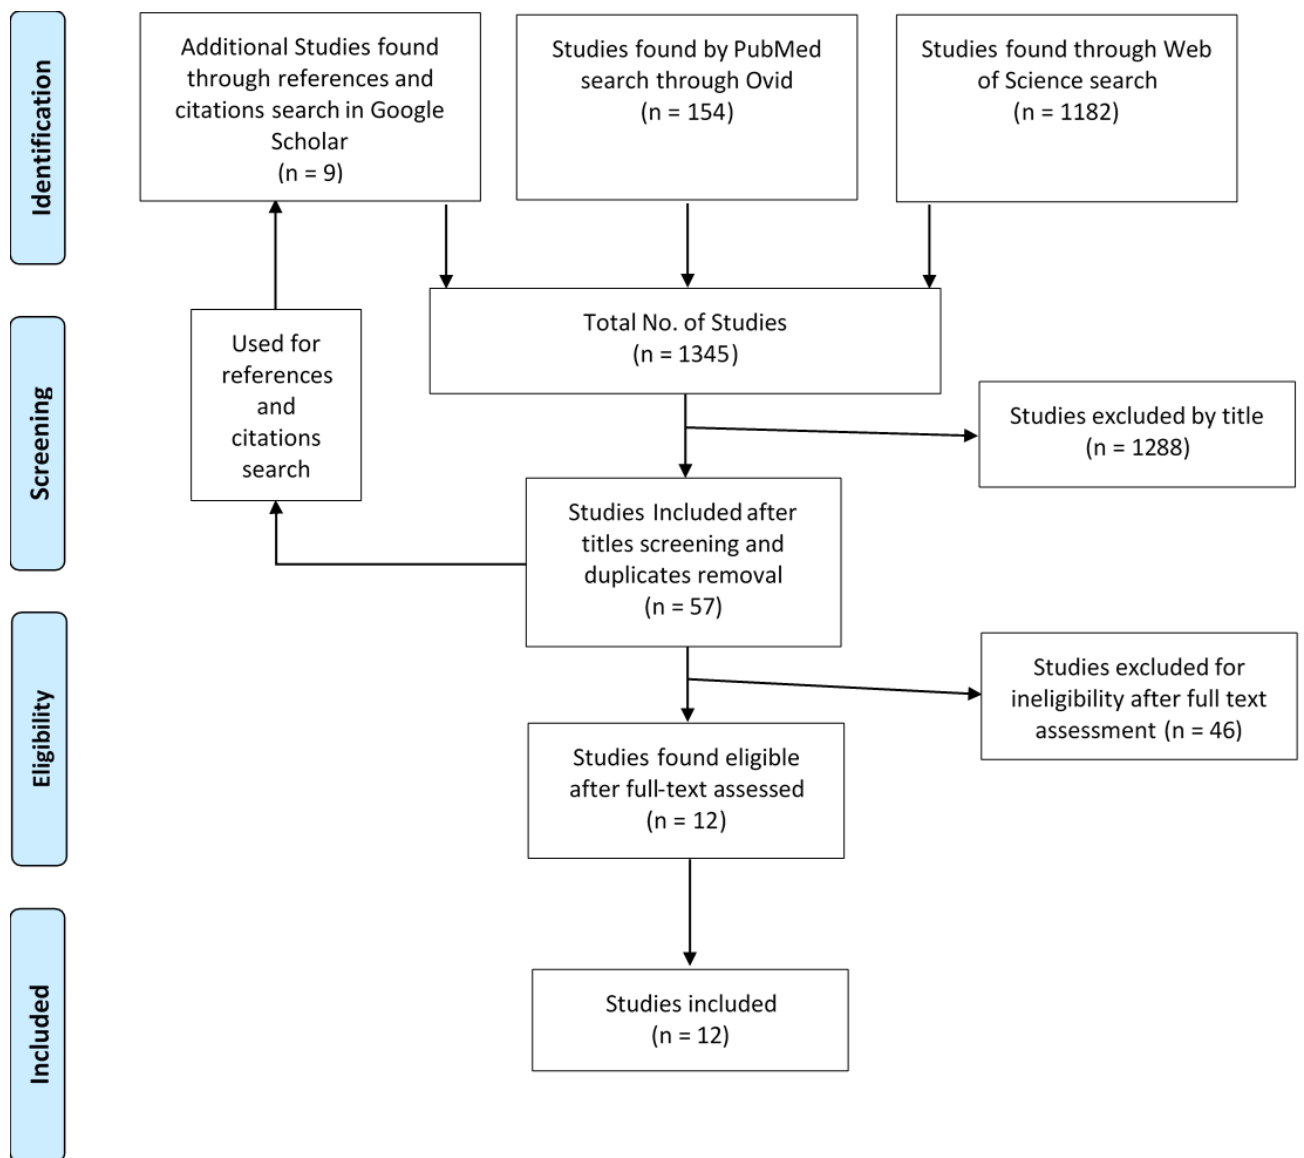 Identification
Additional Studies found
through references and
citations search in Google
Scholar
(n = 9)
Studies found by PubMed
search through Ovid
(n = 154)
Studies found through Web
of Science search
(n = 1182)
Screening
Used for
references
and
citations
search
Total No. of Studies
(n = 1345)
Studies excluded by title
(n = 1288)
Studies Included after
titles screening and
duplicates removal
(n = 57)
Eligibility
Studies excluded for
ineligibility after full text
assessment (n = 46)
Studies found eligible
after full-text assessed
(n = 12)
Included
Studies included
(n = 12)